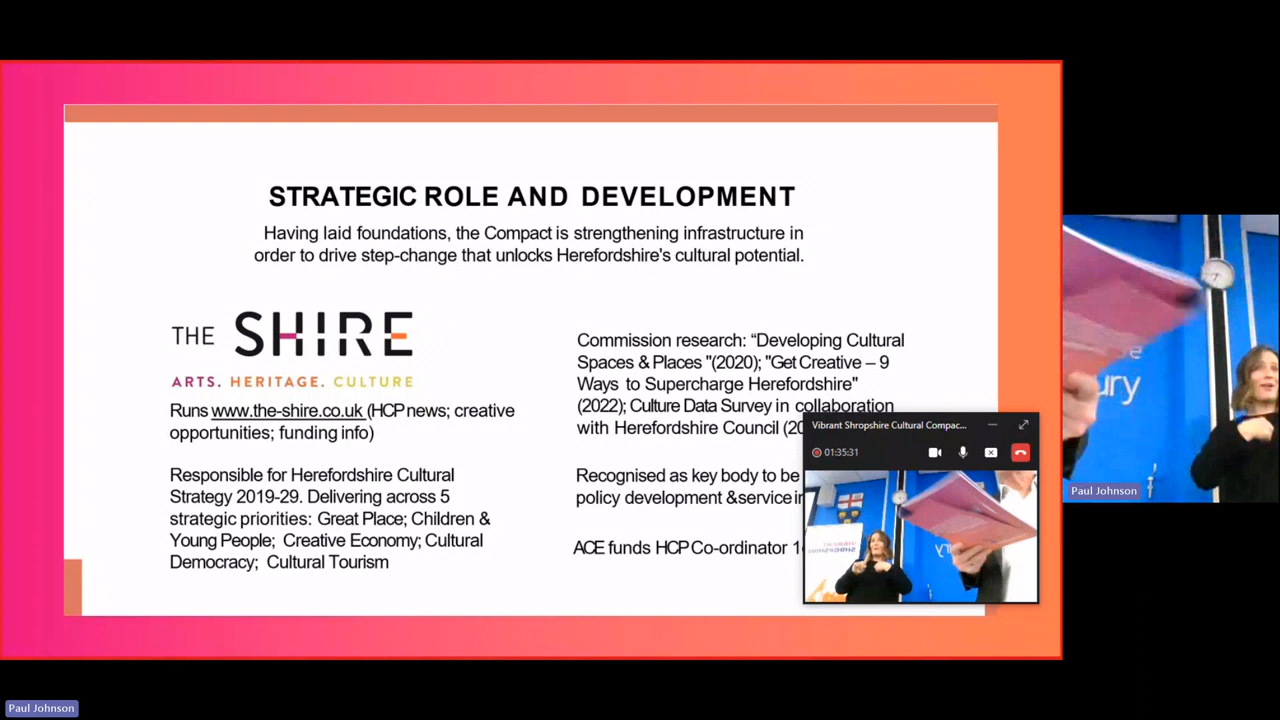 STRATEGIC ROLE AND DEVELOPMENT
Having laid foundations, the Compact is strengthening infrastructure in
order to drive step-change that unlocks Herefordshire's cultural potential.
THE SHIRE
ARTS. HERITAGE. CULTURE
Runs www.the-shire.co.uk (HCP news; creative
opportunities; funding info)
Responsible for Herefordshire Cultural
Strategy 2019-29. Delivering across 5
strategic priorities: Great Place; Children &
Young People; Creative Economy; Cultural
Democracy; Cultural Tourism
Commission research: “Developing Cultural
Spaces & Places "(2020); "Get Creative – 9
Ways to Supercharge Herefordshire"
(2022); Culture Data Survey in collaboration
with Herefordshire Council (20
Recognised as key body to be
policy development &service
ACE funds HCP Co-ordinator
Vibrant Shropshire Cultural Compac...
01:35:31
ury
Paul Johnson
Paul Johnson